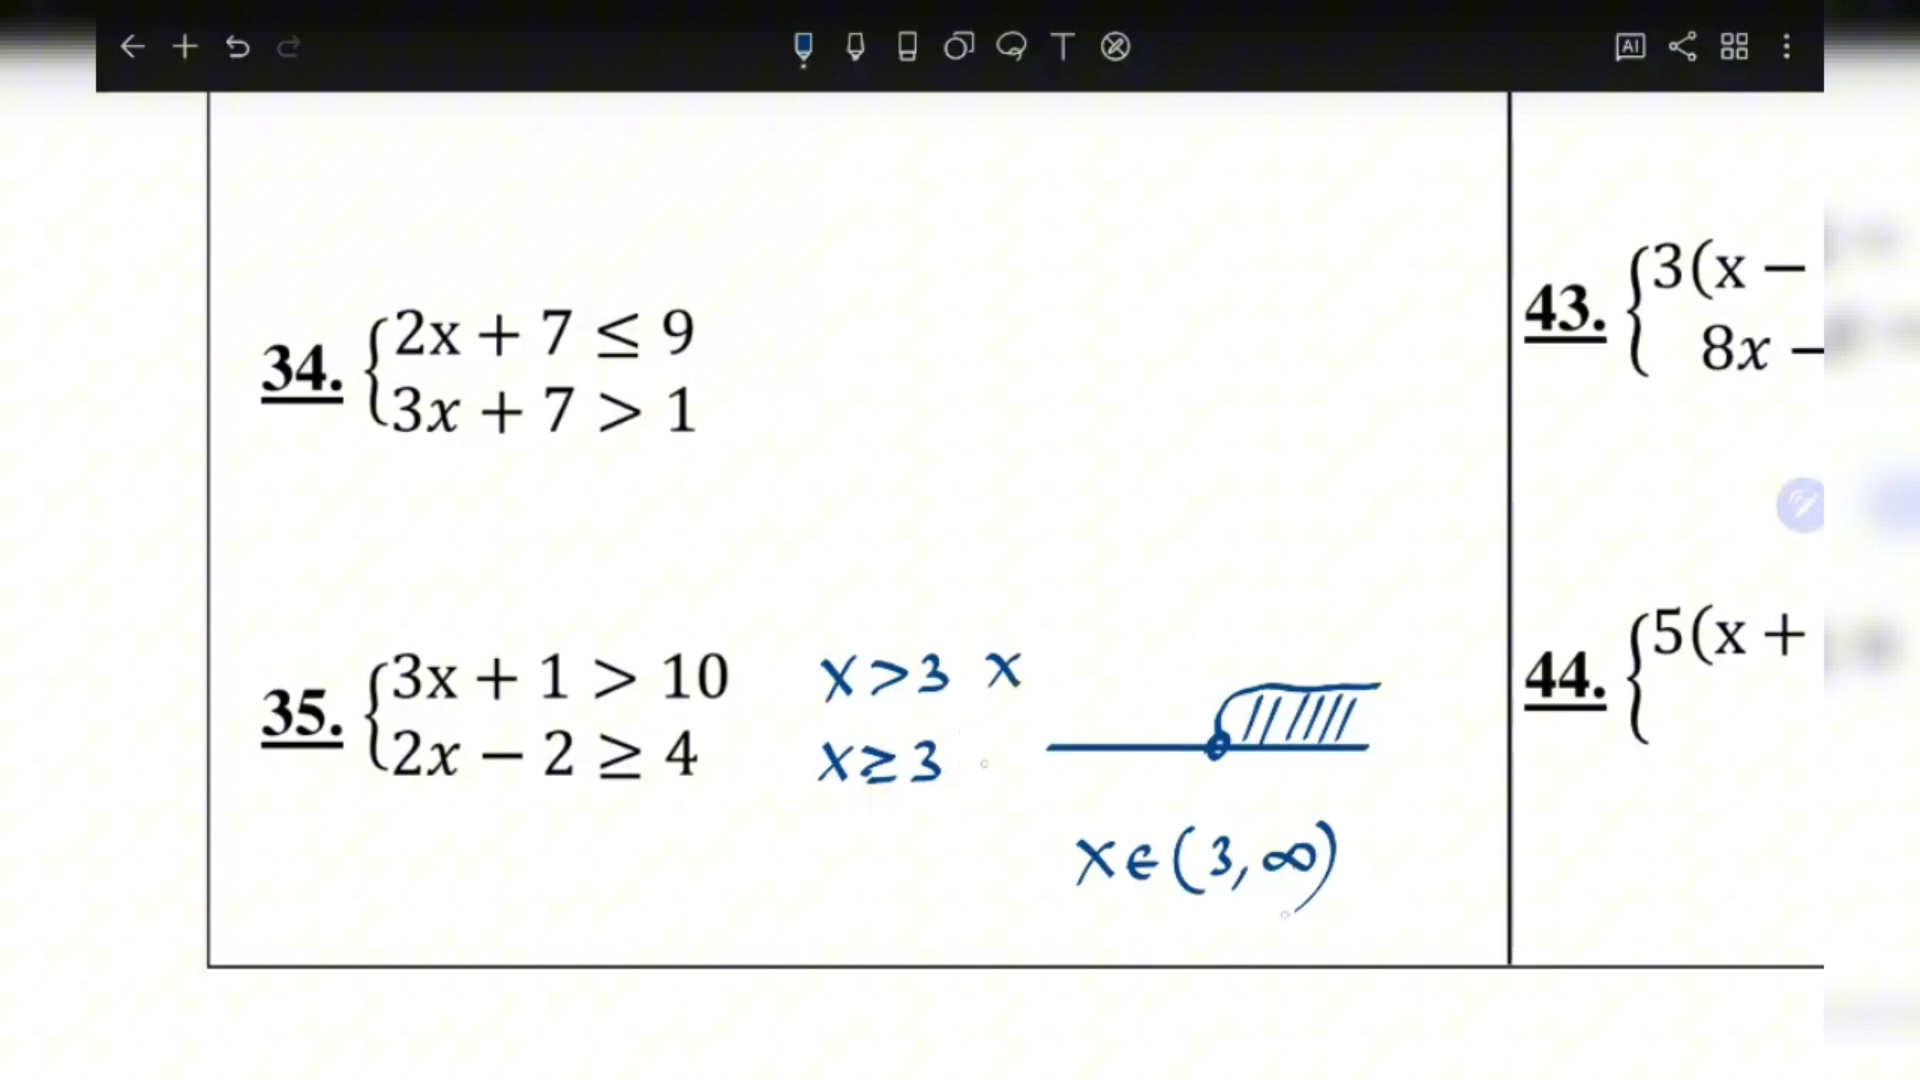 AI
T
34. {2x + 7 ≤ 9
3x + 7 > 1
35. {3x + 1 > 10
2x − 2 ≥ 4
x>3 x
x≥3
x∈(3,∞)
43. {3(x −
8x −
44. {5(x +